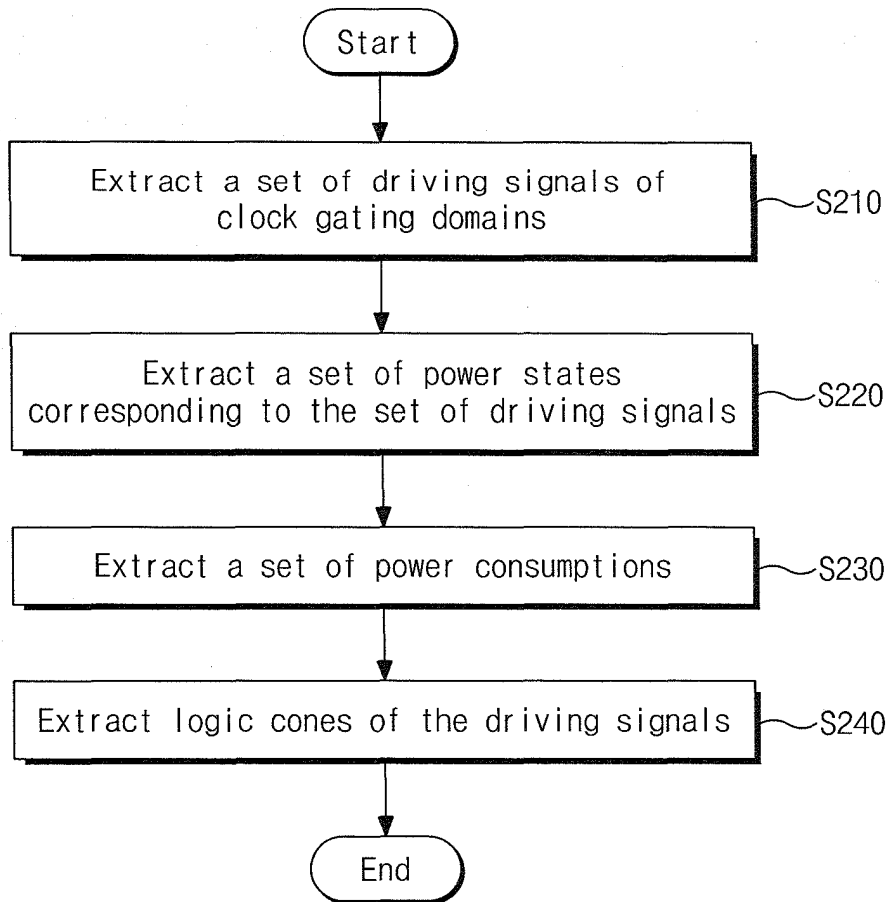 Start
Extract a set of driving signals of
clock gating domains
S210
Extract a set of power states
corresponding to the set of driving signals
S220
Extract a set of power consumptions
S230
Extract logic cones of the driving signals
S240
End